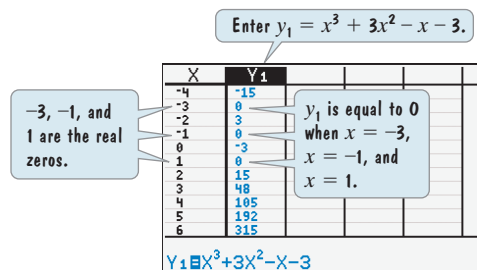 Enter y₁ = x³ + 3x² − x − 3.
X Y1
-4 -15
-3 0
-2 3
-1 0
0 -3
1 0
2 15
3 48
4 105
5 192
6 315
Y1=X³+3X²-X-3
−3, −1, and
1 are the real
zeros.
y₁ is equal to 0
when x = −3,
x = −1, and
x = 1.